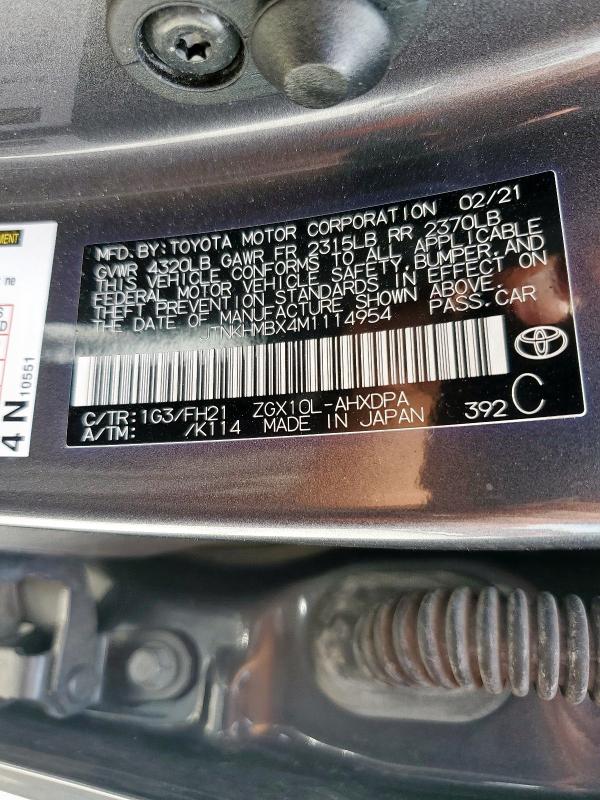 MFD. BY: TOYOTA MOTOR CORPORATION 02/21
GVWR 4320LB GAWR FR 2315LB RR 2370LB
THIS VEHICLE CONFORMS TO ALL APPLICABLE
FEDERAL MOTOR VEHICLE SAFETY, BUMPER, AND
THEFT PREVENTION STANDARDS IN EFFECT ON
THE DATE OF MANUFACTURE SHOWN ABOVE.
JTNKHMBX4M1114954 PASS. CAR
C/TR: 1G3/FH21 ZGX10L-AHXDPA 392 C
A/TM: /K114 MADE IN JAPAN
4 N 10551